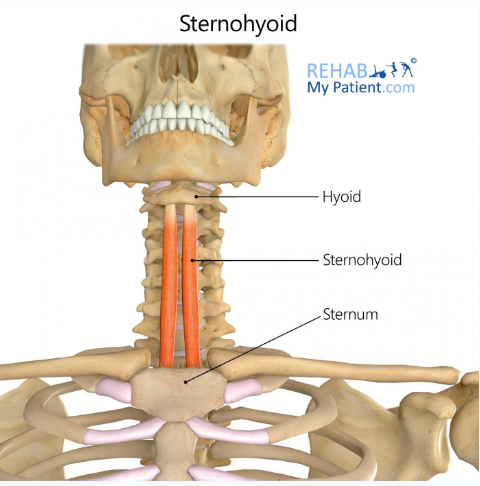 Sternohyoid
REHAB
My Patient.com
Hyoid
Sternohyoid
Sternum